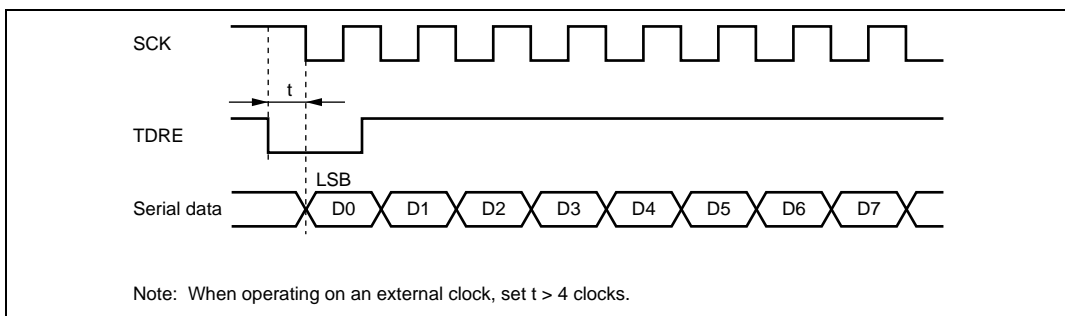 SCK
t
TDRE
LSB
Serial data D0 D1 D2 D3 D4 D5 D6 D7
Note: When operating on an external clock, set t > 4 clocks.